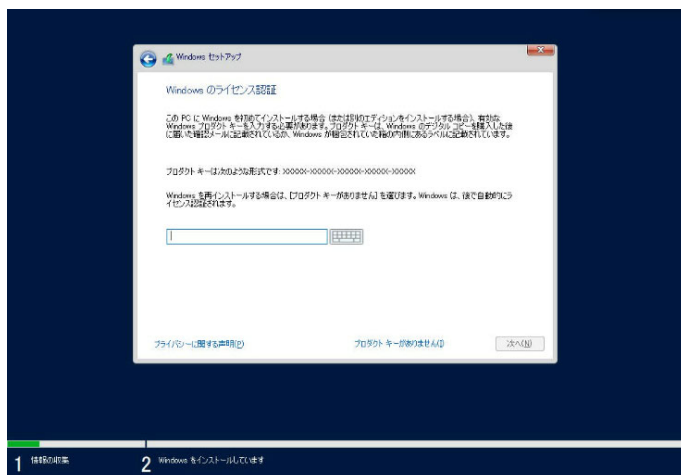 Windows セットアップ
Windows のライセンス認証
この PC に Windows を初めてインストールする場合 (または別のエディションをインストールする場合)、有効な
Windows プロダクト キーを入力する必要があります。プロダクト キーは、Windows のデジタル コピーを購入した後
に届いた確認メールに記載されているか、Windows が梱包されていた箱の内側にあるラベルに記載されています。
プロダクト キーは次のような形式です: XXXXX-XXXXX-XXXXX-XXXXX-XXXXX
Windows を再インストールする場合は、[プロダクト キーがありません] を選びます。Windows は、後で自動的にラ
イセンス認証されます。
プライバシーに関する声明(P)
プロダクト キーがありません(I)
次へ(N)
1 情報の収集
2 Windows をインストールしています